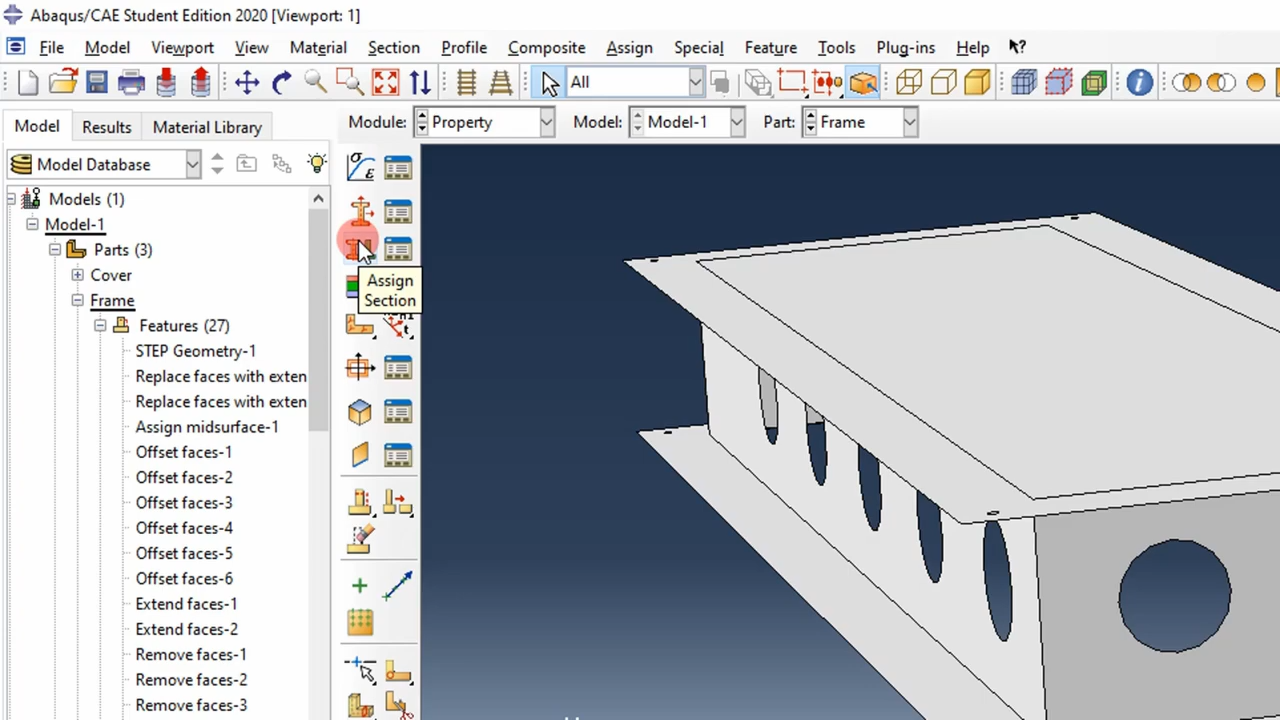 Abaqus/CAE Student Edition 2020 [Viewport: 1]
File Model Viewport View Material Section Profile Composite Assign Special Feature Tools Plug-ins Help
All
Model Results Material Library
Module: Property Model: Model-1 Part: Frame
Model Database
Models (1)
Model-1
Parts (3)
Cover
Assign
Section
Frame
Features (27)
STEP Geometry-1
Replace faces with exten
Replace faces with exten
Assign midsurface-1
Offset faces-1
Offset faces-2
Offset faces-3
Offset faces-4
Offset faces-5
Offset faces-6
Extend faces-1
Extend faces-2
Remove faces-1
Remove faces-2
Remove faces-3